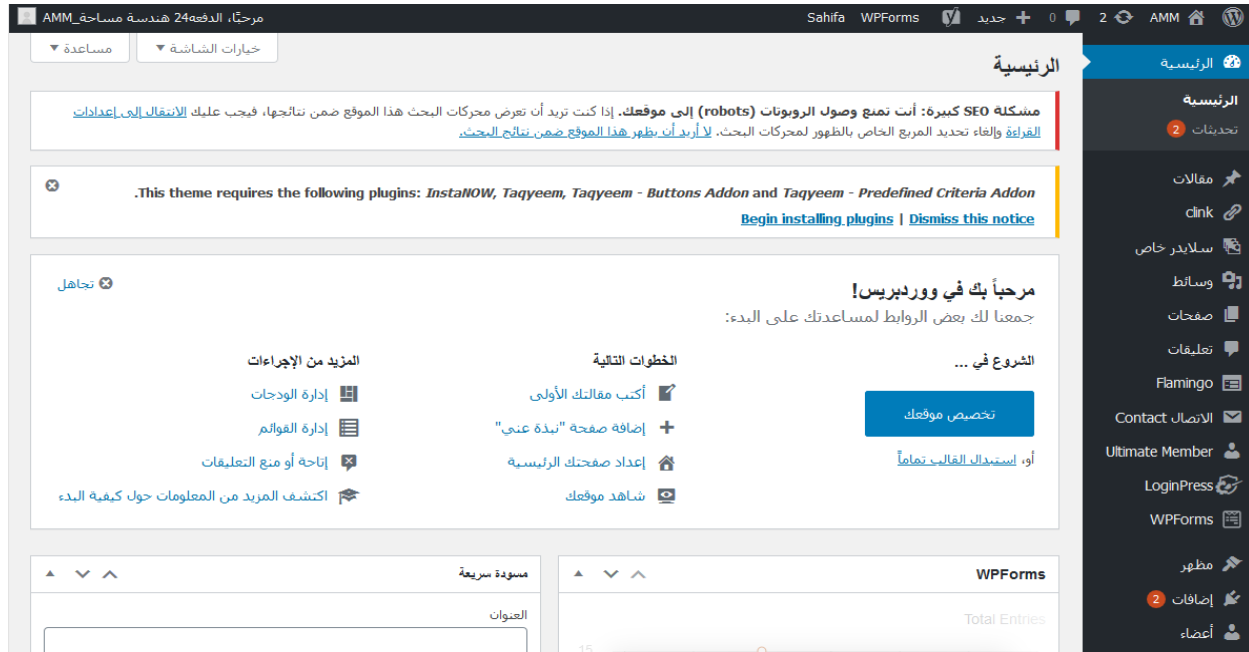 AMM
2
0
جديد
WPForms
Sahifa
مرحبًا، الدفعه24 هندسة مساحة_AMM
الرئيسية
الرئيسية
تحديثات 2
مقالات
clink
سلايدر خاص
وسائط
صفحات
تعليقات
Flamingo
الاتصال Contact
Ultimate Member
LoginPress
WPForms
مظهر
إضافات 2
أعضاء
خيارات الشاشة
مساعدة
الرئيسية
مشكلة SEO كبيرة: أنت تمنع وصول الروبوتات (robots) إلى موقعك. إذا كنت تريد أن تعرض محركات البحث هذا الموقع ضمن نتائجها، فيجب عليك الانتقال إلى إعدادات
القراءة وإلغاء تحديد المربع الخاص بالظهور لمحركات البحث. لا أريد أن يظهر هذا الموقع ضمن نتائج البحث.
This theme requires the following plugins: InstaNOW, Taqyeem, Taqyeem - Buttons Addon and Taqyeem - Predefined Criteria Addon.
Begin installing plugins | Dismiss this notice
مرحباً بك في ووردبريس!
تجاهل
جمعنا لك بعض الروابط لمساعدتك على البدء:
الشروع في ...
تخصيص موقعك
أو، استبدال القالب تماماً
الخطوات التالية
أكتب مقالتك الأولى
إضافة صفحة "نبذة عني"
إعداد صفحتك الرئيسية
شاهد موقعك
المزيد من الإجراءات
إدارة الودجات
إدارة القوائم
إتاحة أو منع التعليقات
اكتشف المزيد من المعلومات حول كيفية البدء
WPForms
Total Entries
15
مسودة سريعة
العنوان